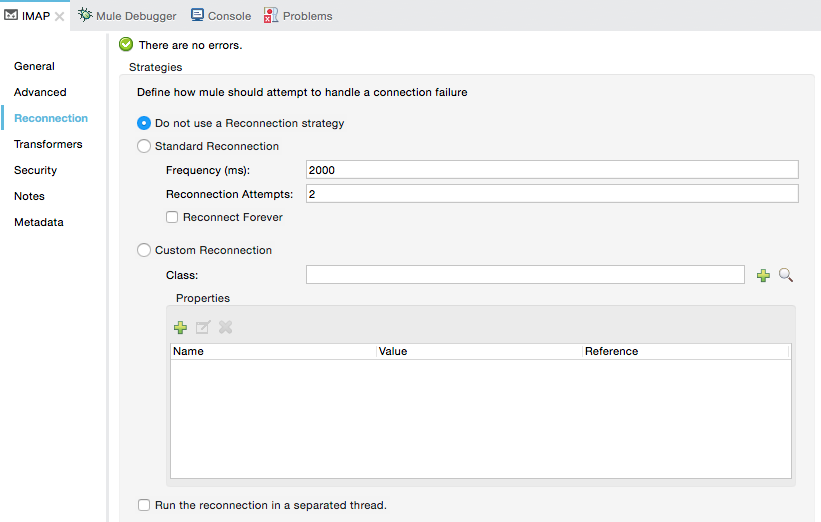 IMAP Mule Debugger Console Problems
There are no errors.
General
Advanced
Reconnection
Transformers
Security
Notes
Metadata
Strategies
Define how mule should attempt to handle a connection failure
Do not use a Reconnection strategy
Standard Reconnection
Frequency (ms): 2000
Reconnection Attempts: 2
Reconnect Forever
Custom Reconnection
Class:
Properties
Name Value Reference
Run the reconnection in a separated thread.